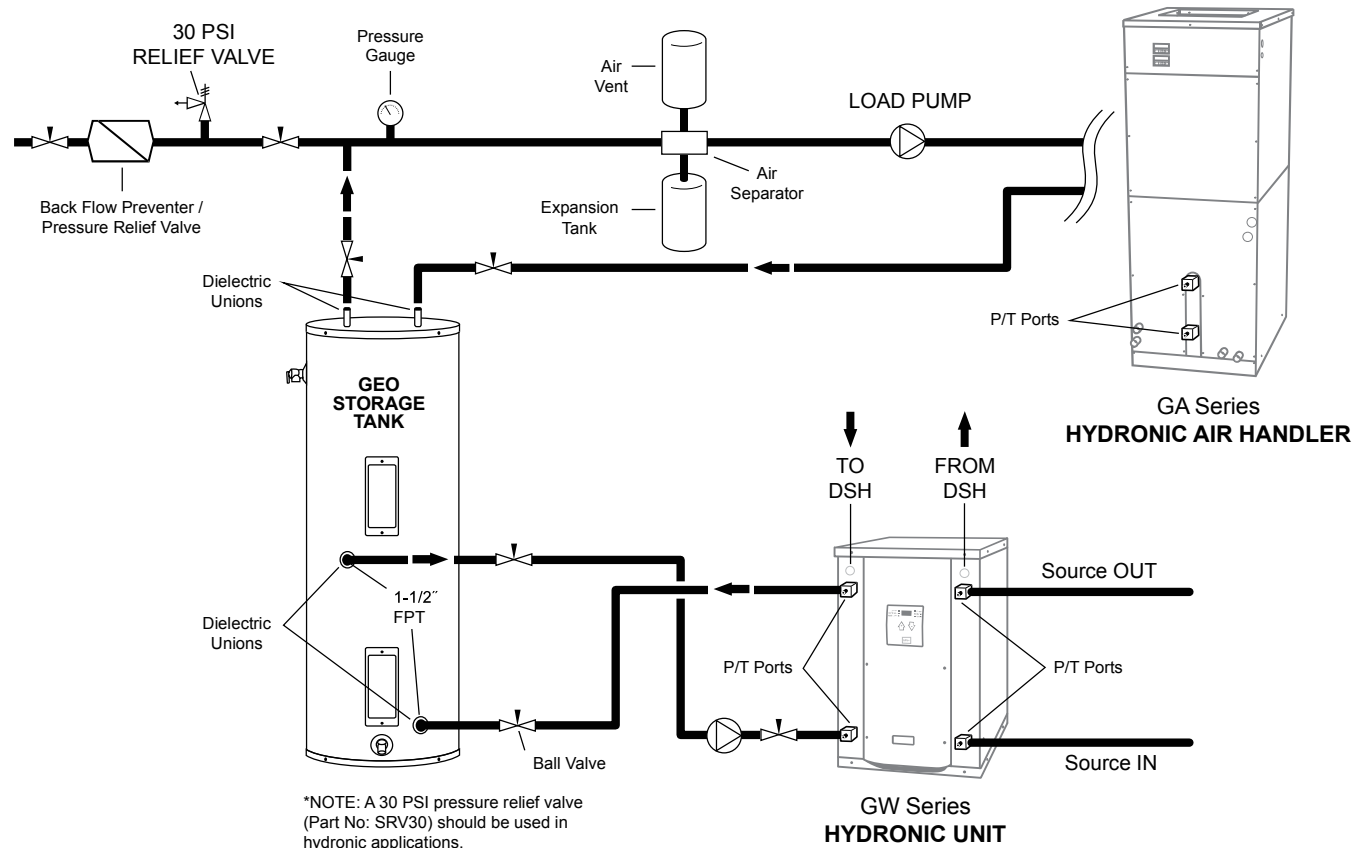 30 PSI
RELIEF VALVE
Pressure
Gauge
Air
Vent
LOAD PUMP
Back Flow Preventer /
Pressure Relief Valve
Air
Separator
Expansion
Tank
Dielectric
Unions
P/T Ports
GEO
STORAGE
TANK
GA Series
HYDRONIC AIR HANDLER
TO
DSH
FROM
DSH
Source OUT
1-1/2″
FPT
Dielectric
Unions
P/T Ports
P/T Ports
Ball Valve
Source IN
*NOTE: A 30 PSI pressure relief valve
(Part No: SRV30) should be used in
hydronic applications.
GW Series
HYDRONIC UNIT